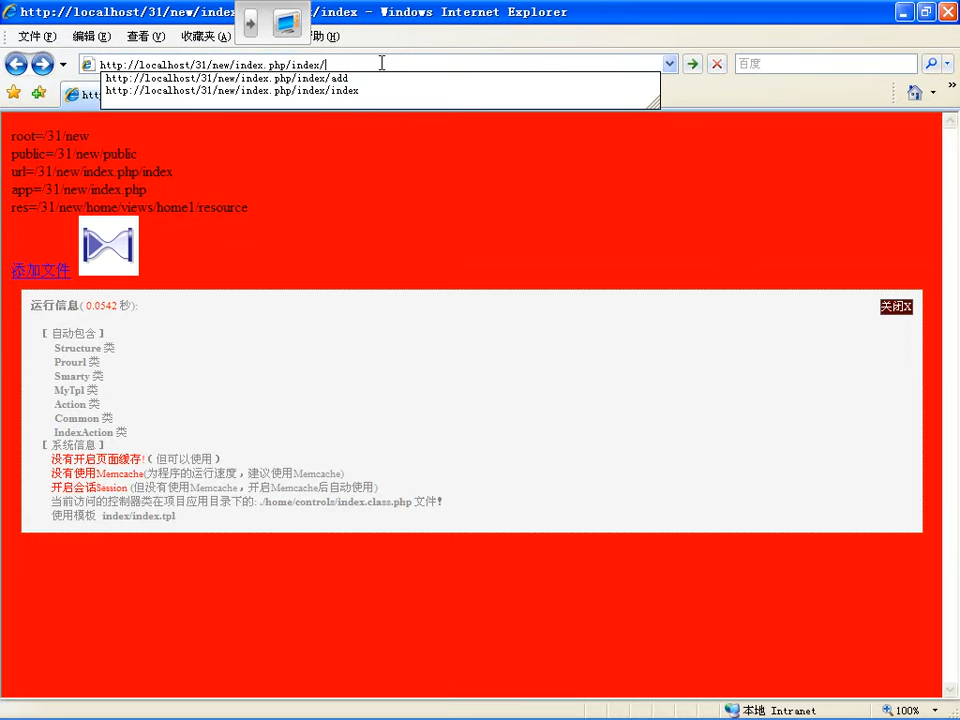 http://localhost/31/new/index /index - Windows Internet Explorer
文件(F) 编辑(E) 查看(V) 收藏夹(A) 助(H)
http://localhost/31/new/index.php/index/ 百度
http://localhost/31/new/index.php/index/add
http://localhost/31/new/index.php/index/index
htt
root=/31/new
public=/31/new/public
url=/31/new/index.php/index
app=/31/new/index.php
res=/31/new/home/views/home1/resource
添加文件
运行信息( 0.0542 秒): 关闭X
[ 自动包含 ]
Structure 类
Prourl 类
Smarty 类
MyTpl 类
Action 类
Common 类
IndexAction 类
[ 系统信息 ]
没有开启页面缓存!( 但可以使用 )
没有使用Memcache(为程序的运行速度，建议使用Memcache)
开启会话Session (但没有使用Memcache，开启Memcache后自动使用)
当前访问的控制器类在项目应用目录下的: ./home/controls/index.class.php 文件！
使用模板 index/index.tpl
本地 Intranet 100%